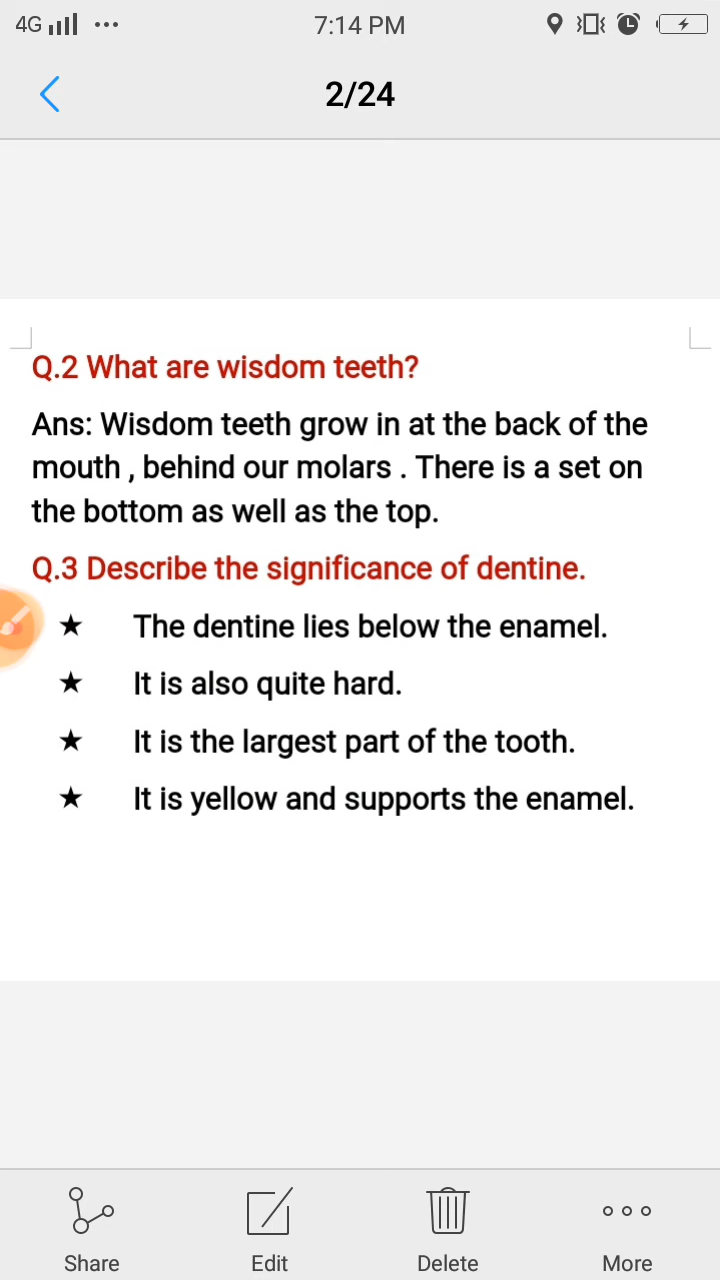 4G 7:14 PM
2/24
Q.2 What are wisdom teeth?
Ans: Wisdom teeth grow in at the back of the
mouth , behind our molars . There is a set on
the bottom as well as the top.
Q.3 Describe the significance of dentine.
★ The dentine lies below the enamel.
★ It is also quite hard.
★ It is the largest part of the tooth.
★ It is yellow and supports the enamel.
Share Edit Delete More